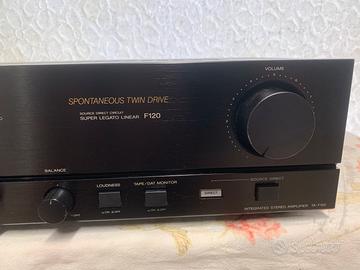 SPONTANEOUS TWIN DRIVE
VOLUME
SOURCE DIRECT CIRCUIT
SUPER LEGATO LINEAR F120
BALANCE
LOUDNESS
TAPE/DAT MONITOR
SOURCE DIRECT
DIRECT
INTEGRATED STEREO AMPLIFIER
subito